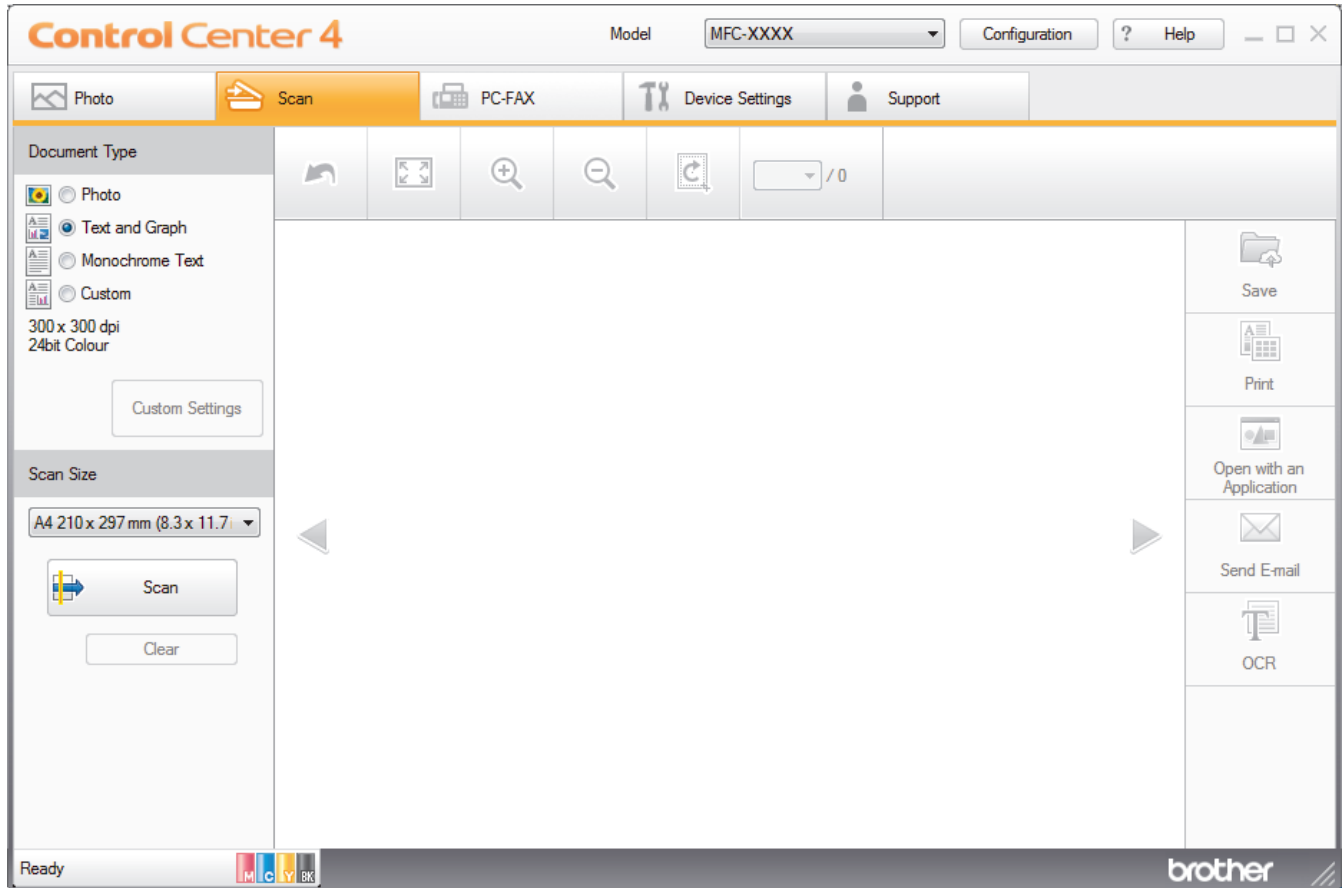 Control Center 4
Model
MFC-XXXX
Configuration
? Help
Photo
Scan
PC-FAX
Device Settings
Support
Document Type
Photo
Text and Graph
Monochrome Text
Custom
300 x 300 dpi
24bit Colour
Custom Settings
Scan Size
A4 210 x 297 mm (8.3 x 11.7
Scan
Clear
/ 0
Save
Print
Open with an
Application
Send E-mail
OCR
Ready
M C Y BK
brother